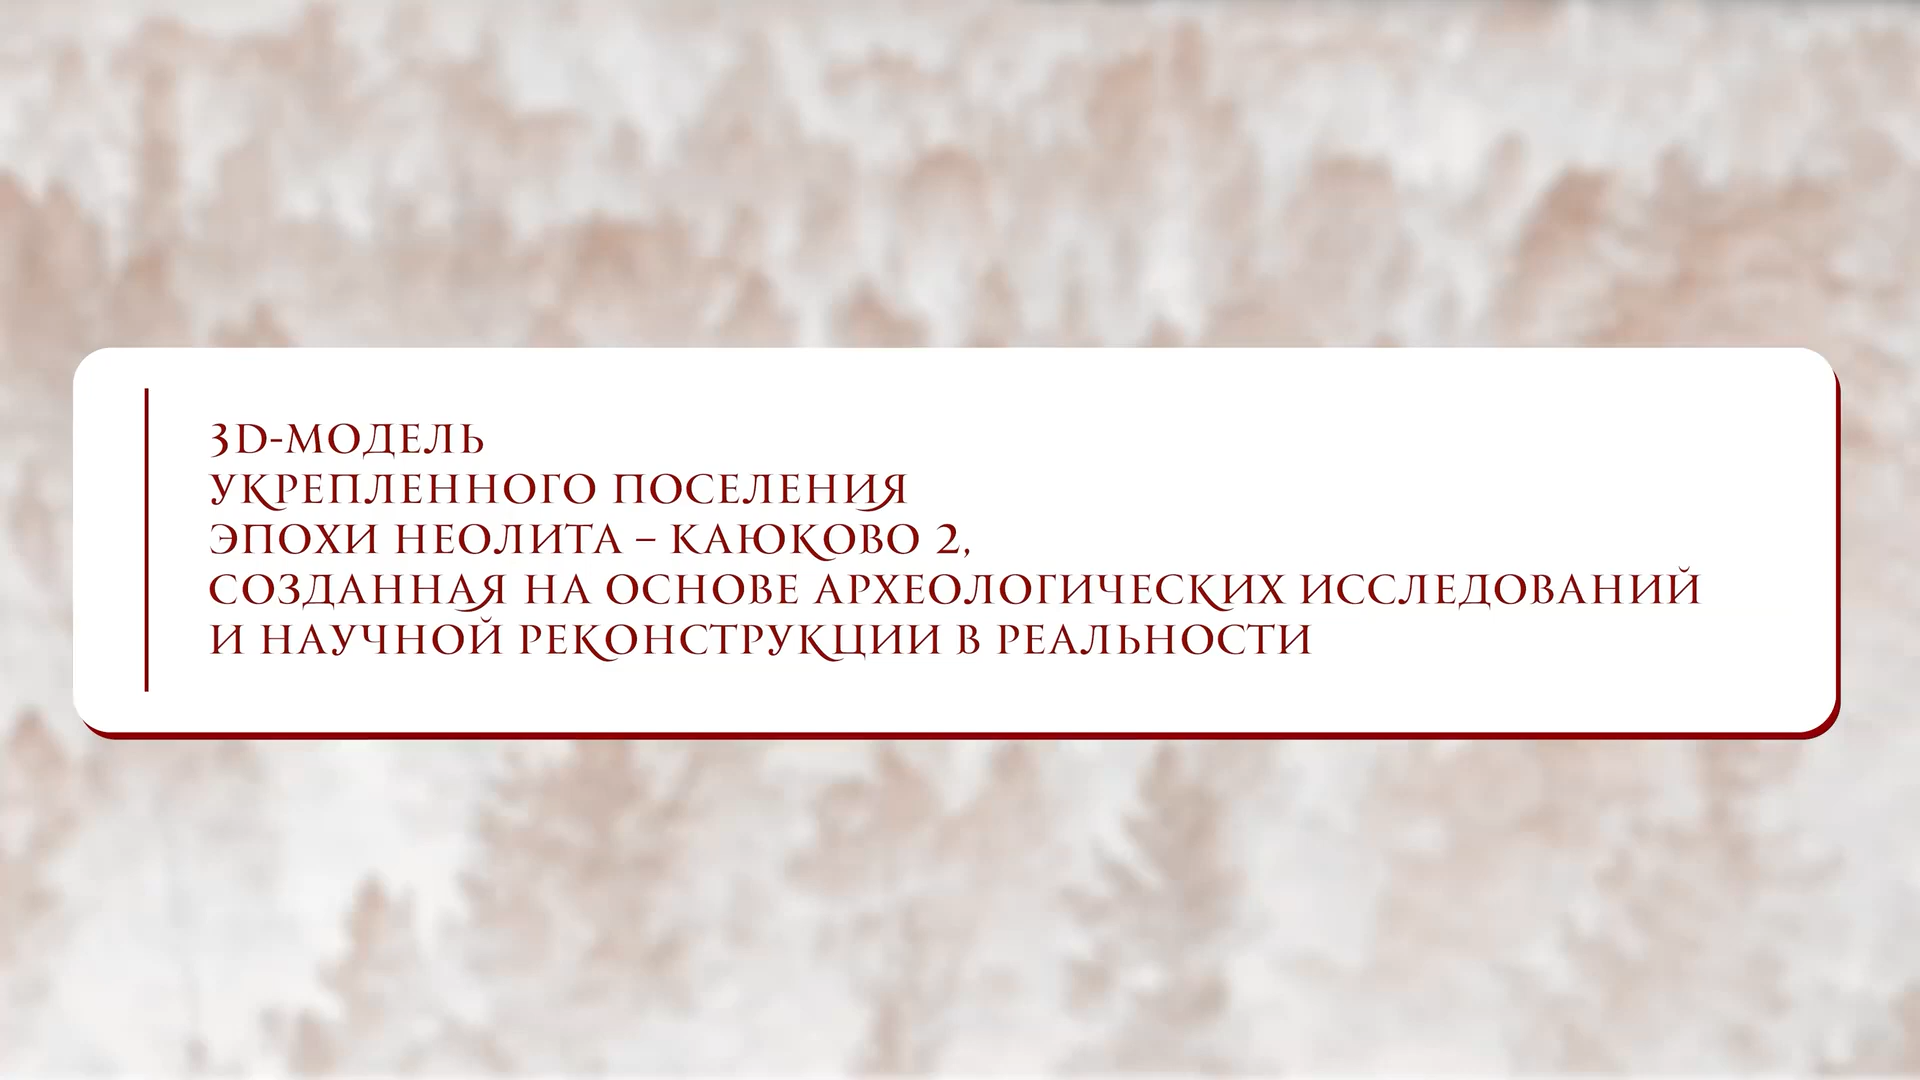 3D-МОДЕЛЬ
УКРЕПЛЕННОГО ПОСЕЛЕНИЯ
ЭПОХИ НЕОЛИТА – КАЮКОВО 2,
СОЗДАННАЯ НА ОСНОВЕ АРХЕОЛОГИЧЕСКИХ ИССЛЕДОВАНИЙ
И НАУЧНОЙ РЕКОНСТРУКЦИИ В РЕАЛЬНОСТИ